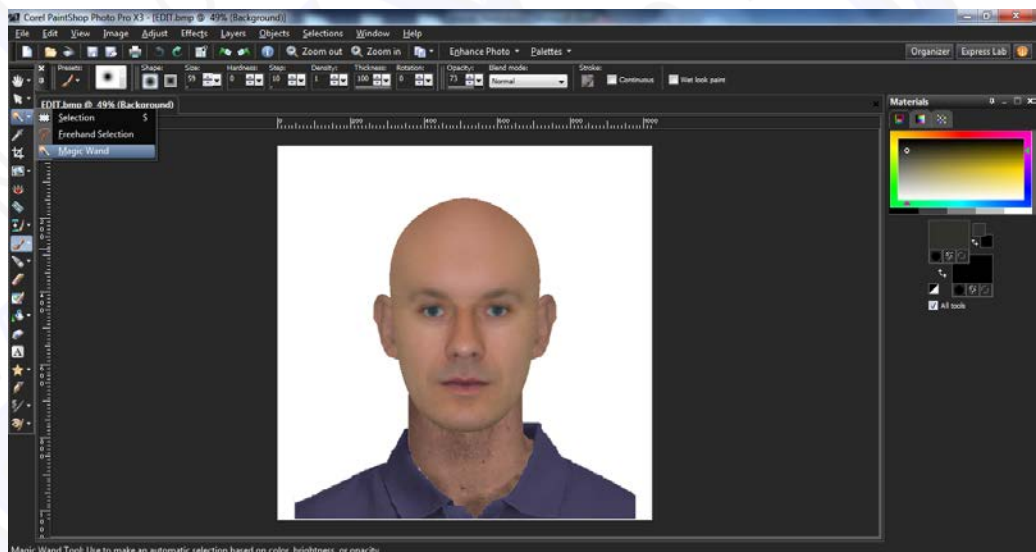 Corel PaintShop Photo Pro X3 - [EDIT.bmp @ 49% (Background)]
File Edit View Image Adjust Effects Layers Objects Selections Window Help
Zoom out Zoom in Enhance Photo Palettes Organizer Express Lab
Presets: Shape: Size: Hardness: Step: Density: Thickness: Rotation: Opacity: Blend mode: Stroke:
59 0 10 1 100 0 73 Normal Continuous Wet look paint
EDIT.bmp @ 49% (Background)
Selection S
Freehand Selection
Magic Wand
Materials
All tools
Magic Wand Tool: Use to make an automatic selection based on color, brightness, or opacity.